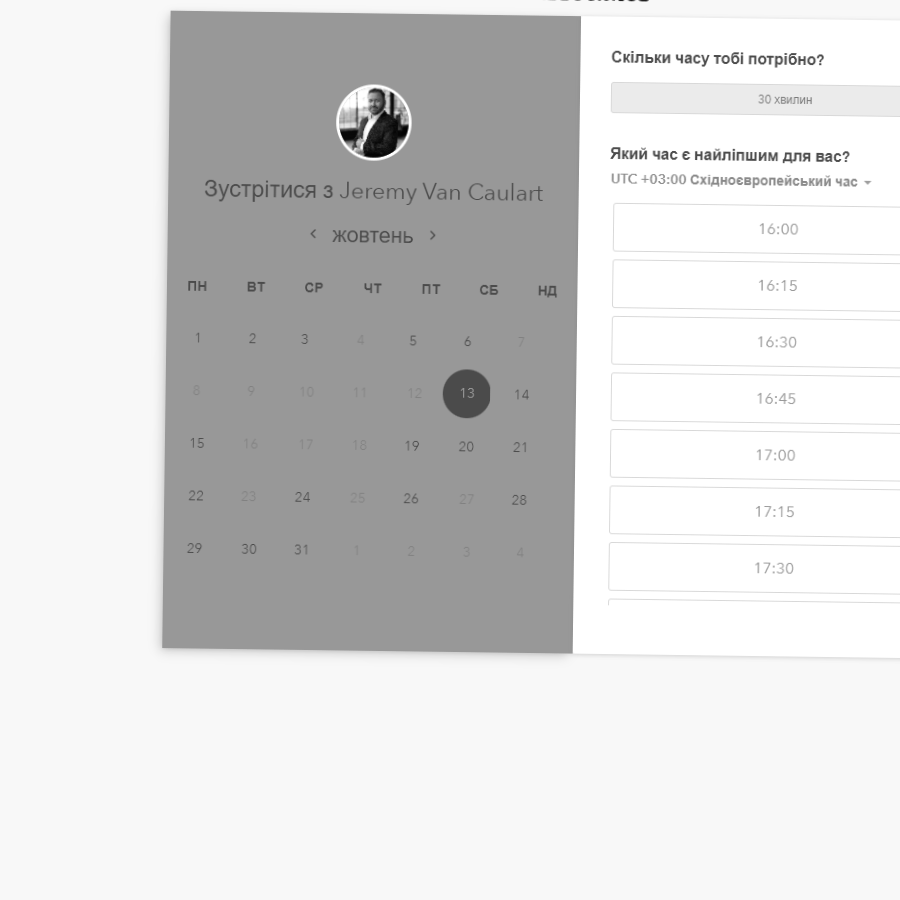 Зустрітися з Jeremy Van Caulart
жовтень
ПН ВТ СР ЧТ ПТ СБ НД
1 2 3 4 5 6 7
8 9 10 11 12 13 14
15 16 17 18 19 20 21
22 23 24 25 26 27 28
29 30 31 1 2 3 4
Скільки часу тобі потрібно?
30 хвилин
Який час є найліпшим для вас?
UTC +03:00 Східноєвропейський час
16:00
16:15
16:30
16:45
17:00
17:15
17:30